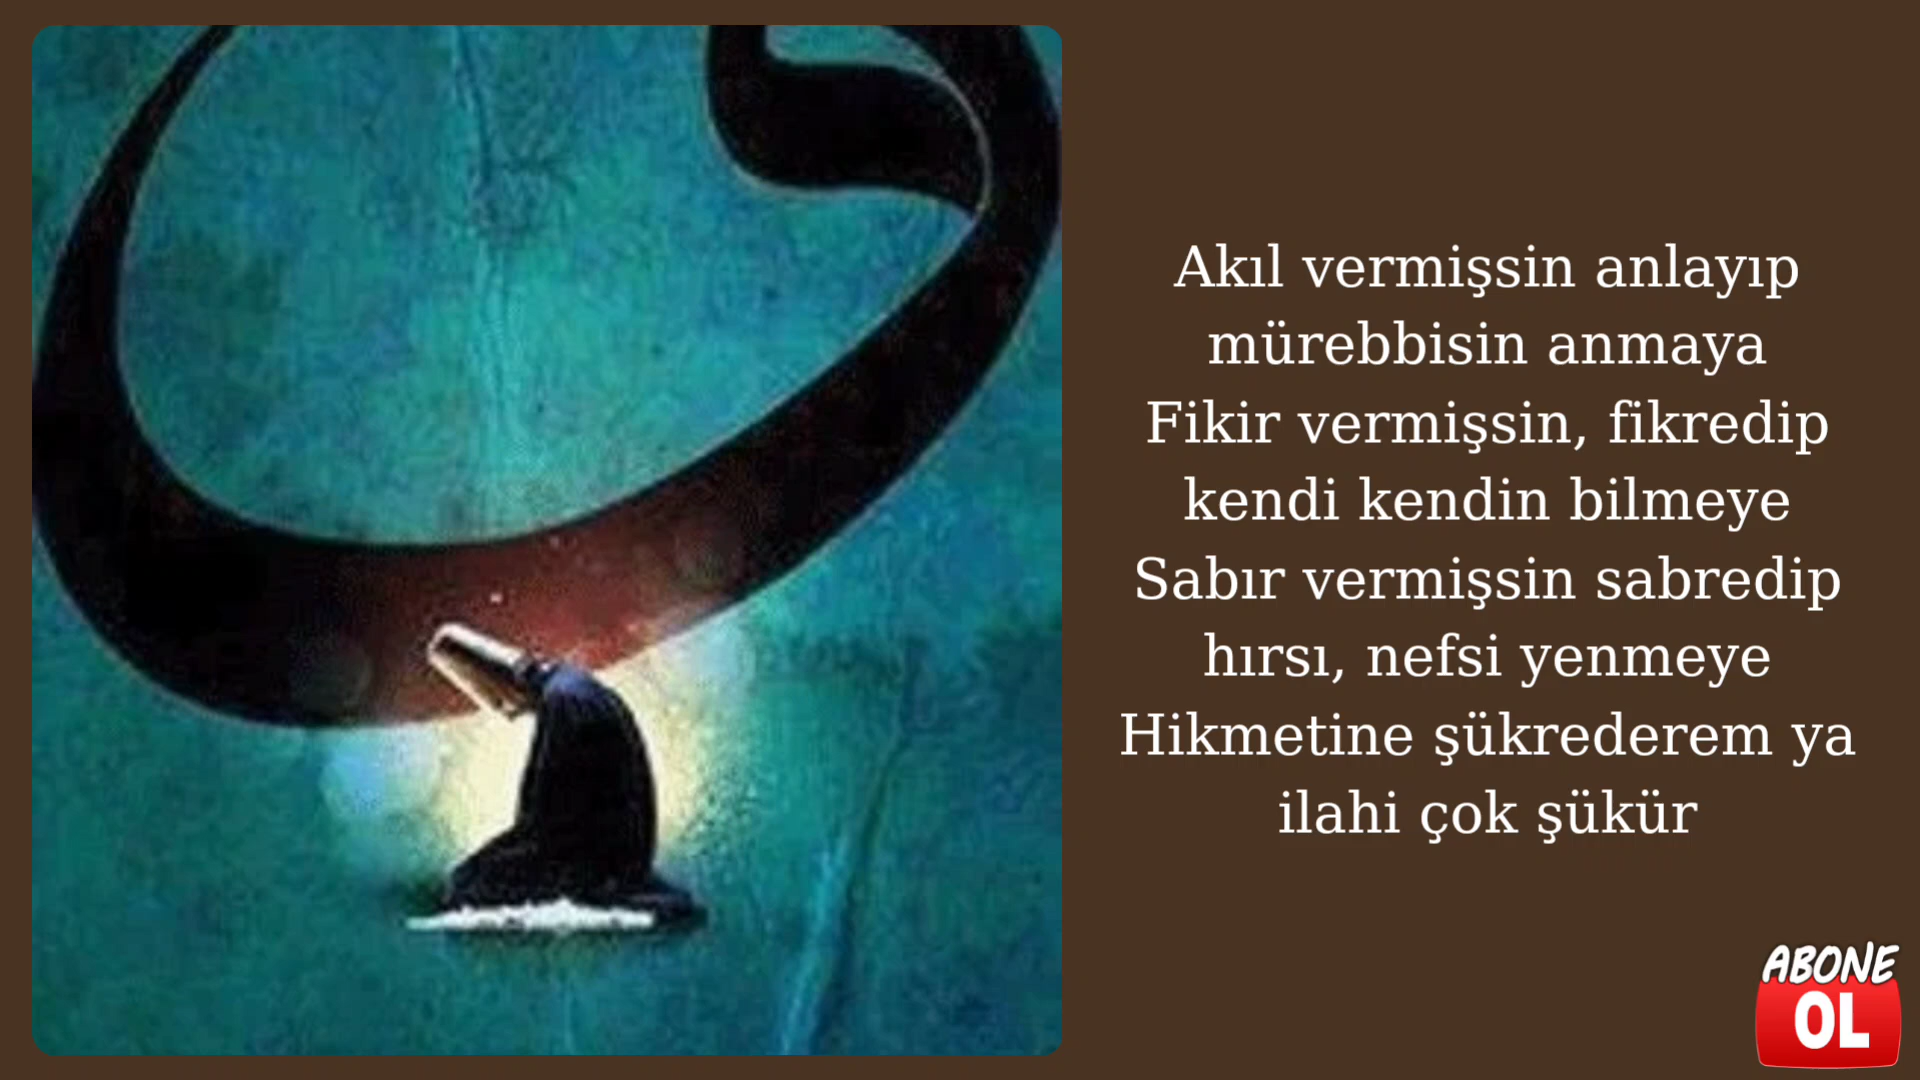 Akıl vermişsin anlayıp
mürebbisin anmaya
Fikir vermişsin, fikredip
kendi kendin bilmeye
Sabır vermişsin sabredip
hırsı, nefsi yenmeye
Hikmetine şükrederem ya
ilahi çok şükür
ABONE
OL